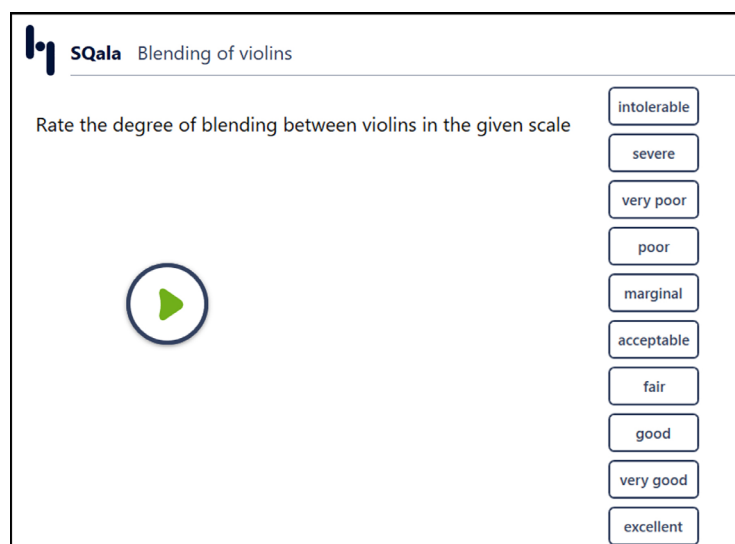 SQala Blending of violins
Rate the degree of blending between violins in the given scale
intolerable
severe
very poor
poor
marginal
acceptable
fair
good
very good
excellent